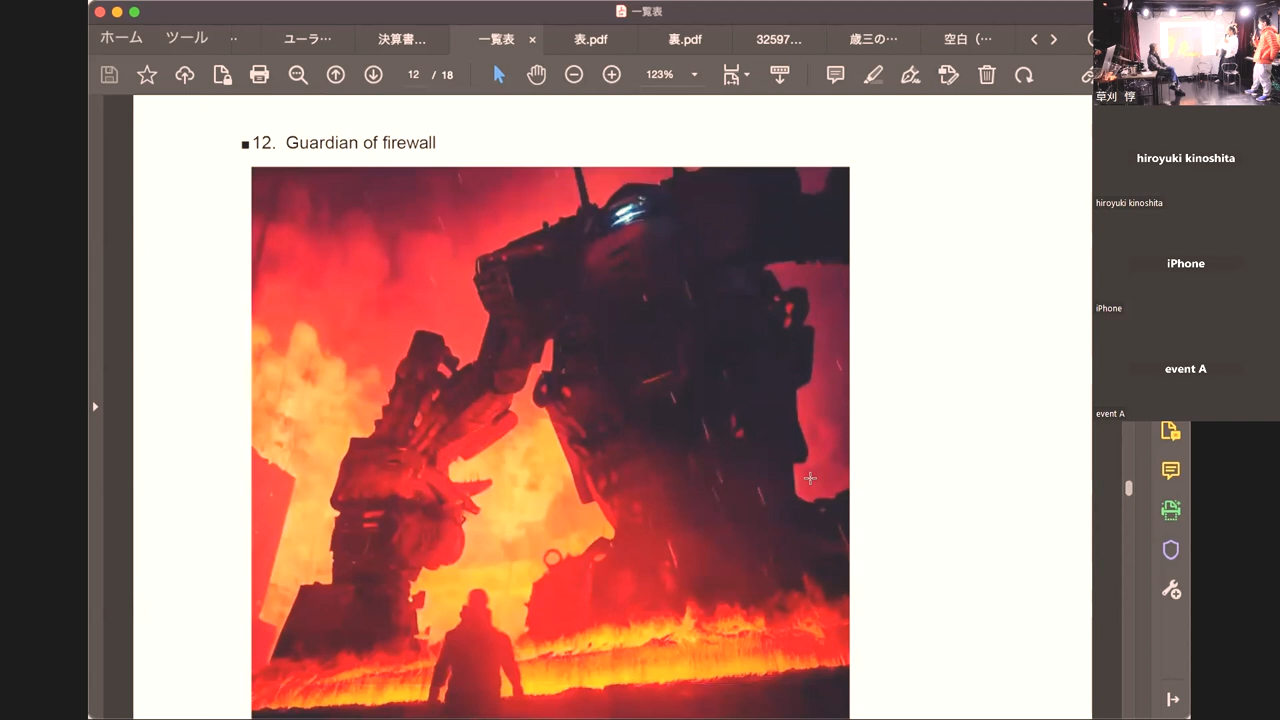 一覧表
ホーム
ツール
..
ユーラ…
決算書...
一覧表 ×
表.pdf
裏.pdf
32597...
歳三の…
空白（…
12 / 18
123%
■12. Guardian of firewall
草刈 惇
hiroyuki kinoshita
hiroyuki kinoshita
iPhone
iPhone
event A
event A